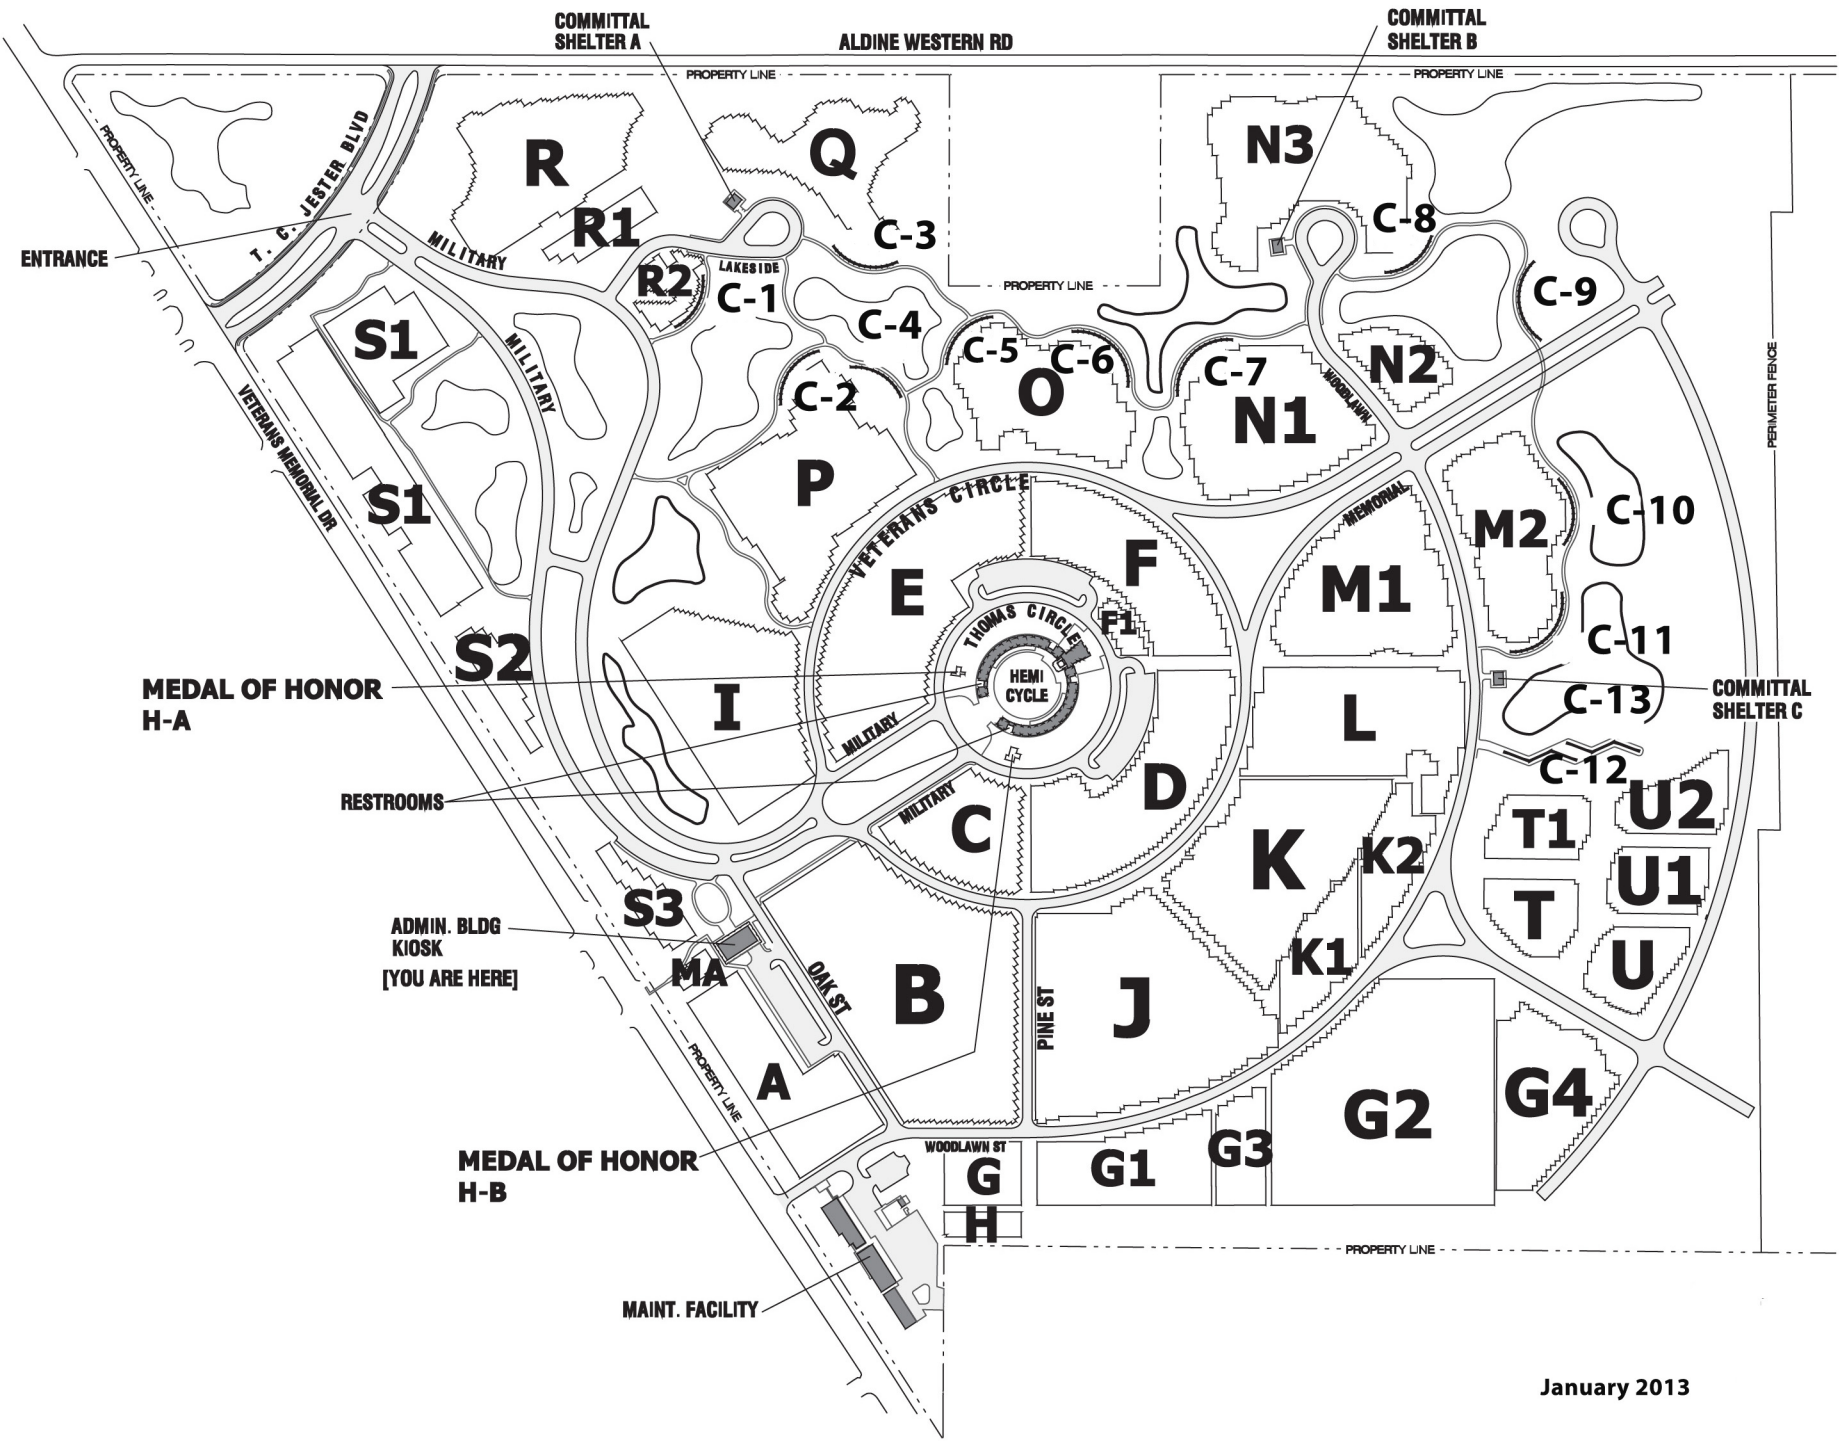 COMMITTAL
SHELTER A
ALDINE WESTERN RD
COMMITTAL
SHELTER B
PROPERTY LINE
PROPERTY LINE
PROPERTY LINE
T. C. JESTER BLVD
R
Q
N3
R1
C-3
C-8
ENTRANCE
MILITARY
LAKESIDE
R2
C-1
PROPERTY LINE
C-9
S1
MILITARY
C-4
C-5
C-6
C-7
N2
O
WOODLAWN
C-2
N1
PERIMETER FENCE
VETERANS MEMORIAL DR
S1
P
VETERANS CIRCLE
MEMORIAL
C-10
M2
F
E
M1
F1
THOMAS CIRCLE
C-11
S2
HEMI
CYCLE
MEDAL OF HONOR
H-A
COMMITTAL
SHELTER C
C-13
I
L
MILITARY
C-12
D
RESTROOMS
MILITARY
U2
C
T1
K
K2
U1
S3
T
ADMIN. BLDG
KIOSK
[YOU ARE HERE]
MA
K1
U
OAK ST
B
J
PINE ST
PROPERTY LINE
A
G4
G2
WOODLAWN ST
G3
MEDAL OF HONOR
H-B
G
G1
H
PROPERTY LINE
MAINT. FACILITY
January 2013